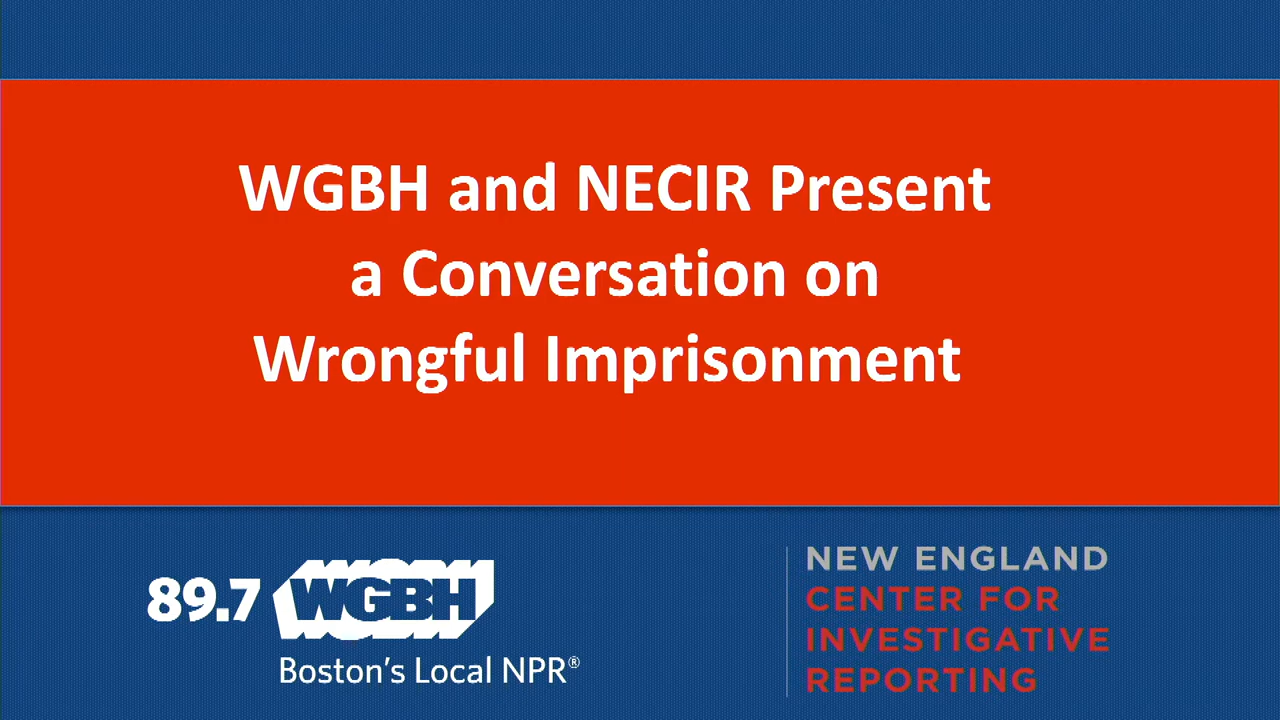 WGBH and NECIR Present
a Conversation on
Wrongful Imprisonment
89.7 WGBH
Boston's Local NPR®
NEW ENGLAND
CENTER FOR
INVESTIGATIVE
REPORTING